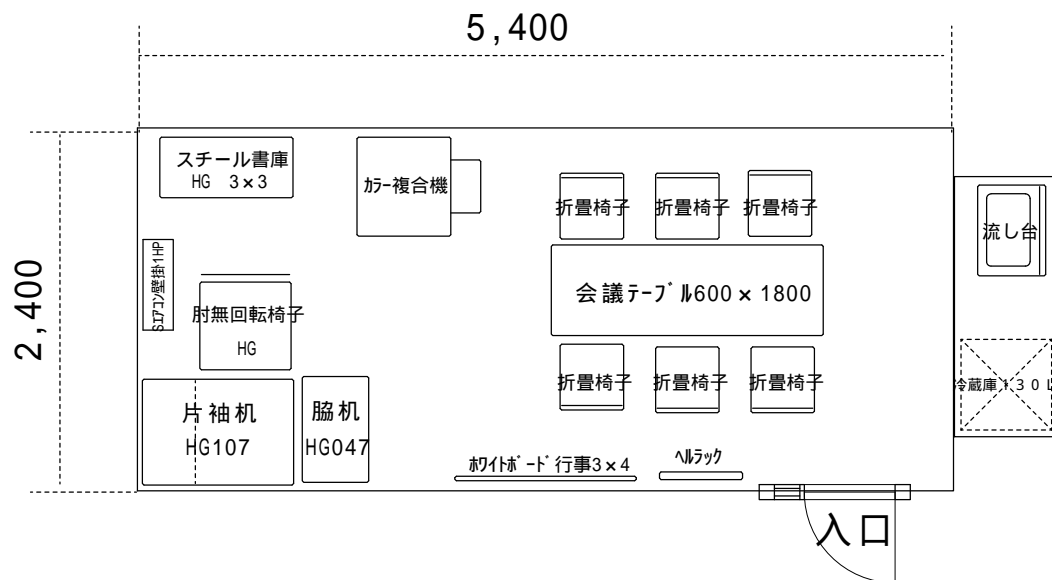 5,400
2,400
スチール書庫
HG 3×3
カラー複合機
折畳椅子
折畳椅子
折畳椅子
流し台
Sエアコン壁掛1HP
会議テーブル600×1800
肘無回転椅子
HG
折畳椅子
折畳椅子
折畳椅子
冷蔵庫130L
片袖机
HG107
脇机
HG047
ホワイトボード行事3×4
ヘルラック
入口